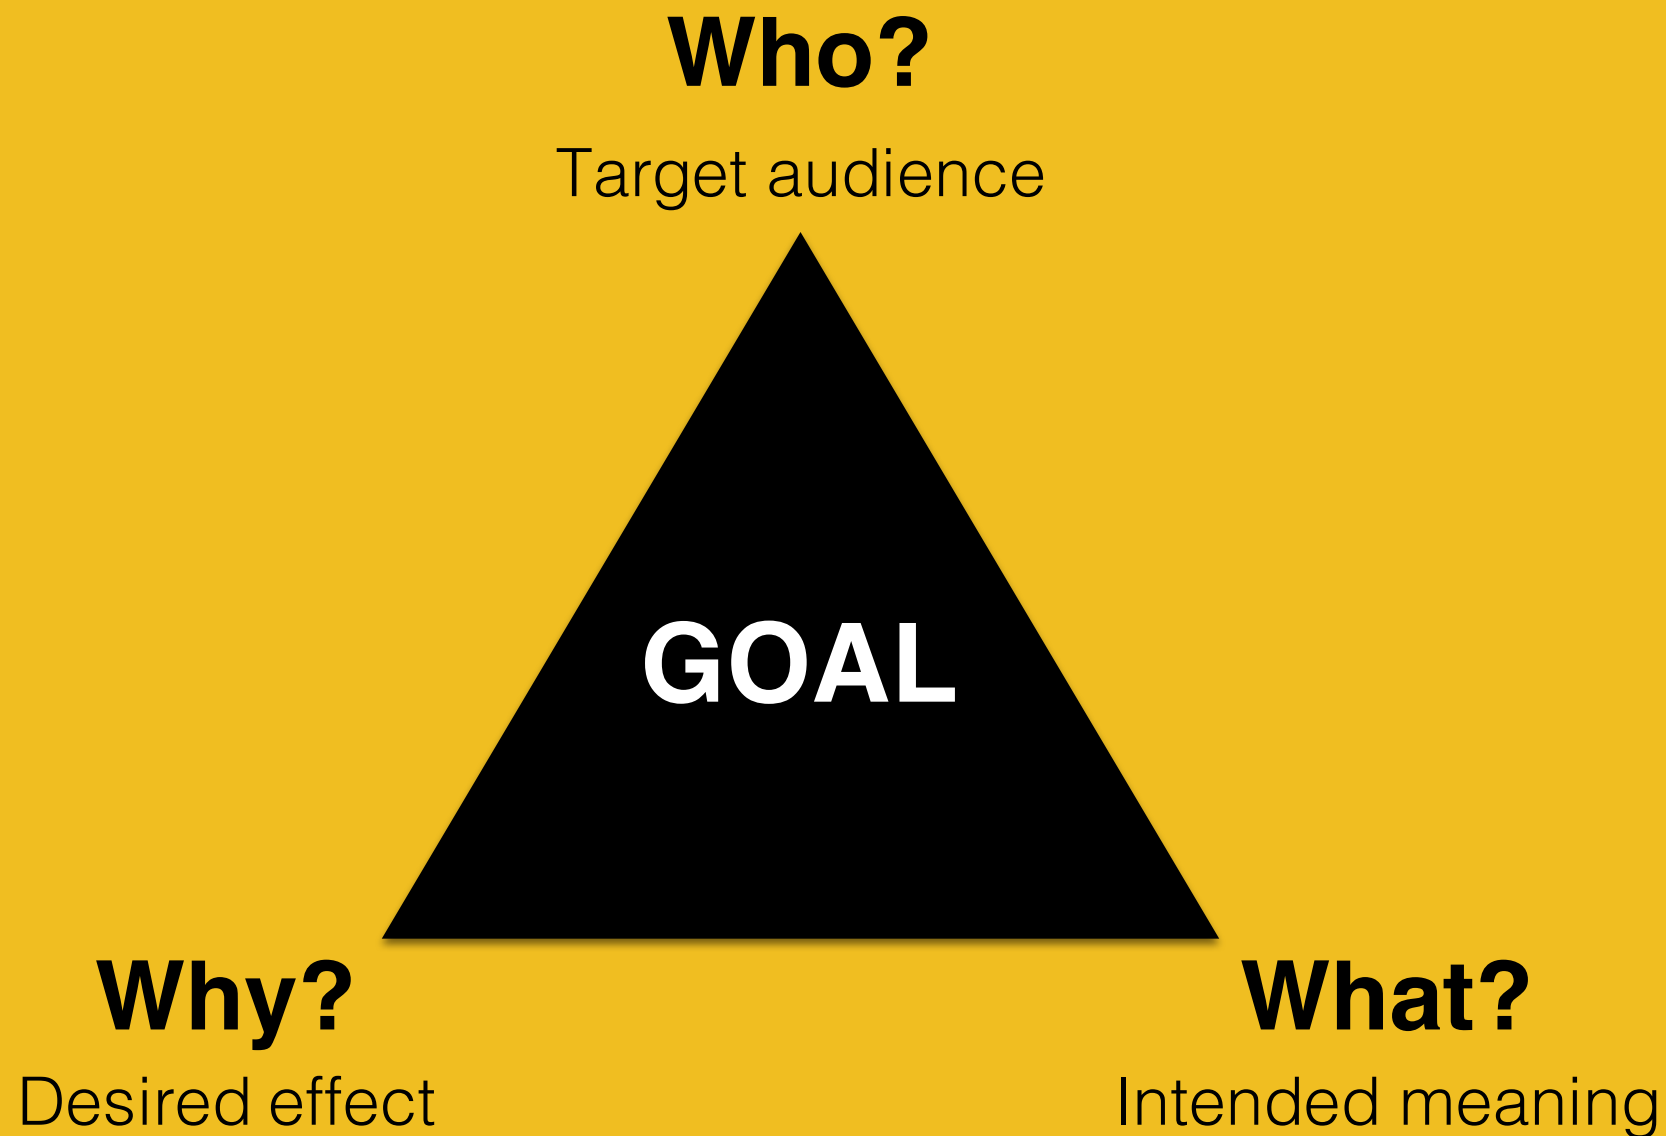 Who?
Target audience
GOAL
Why?
Desired effect
What?
Intended meaning